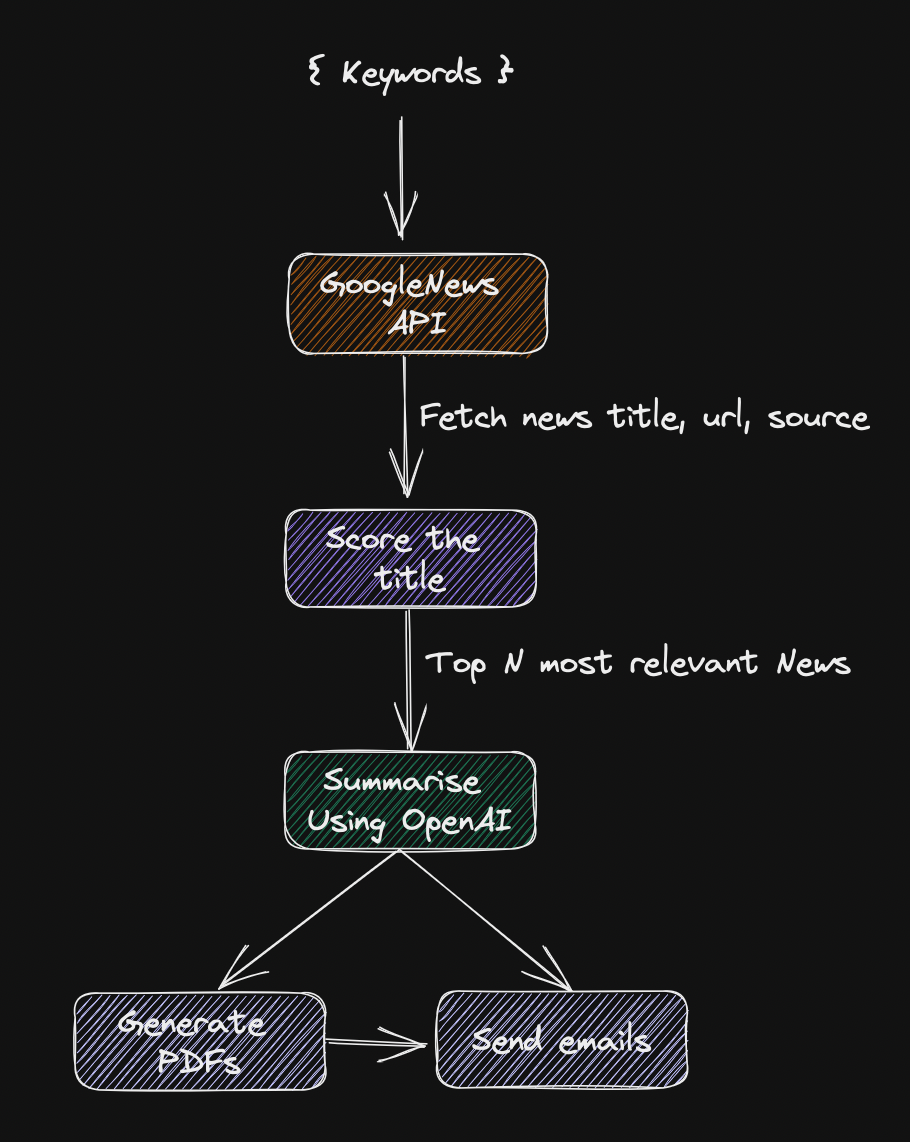 { Keywords }
GoogleNews
API
Fetch news title, url, source
Score the
title
Top N most relevant News
Summarise
Using OpenAI
Generate
PDFs
Send emails